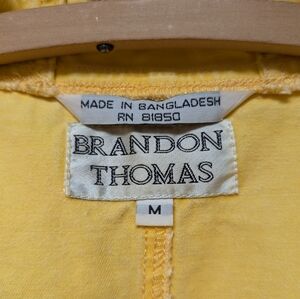 MADE IN BANGLADESH
RN 81850
BRANDON
THOMAS
M